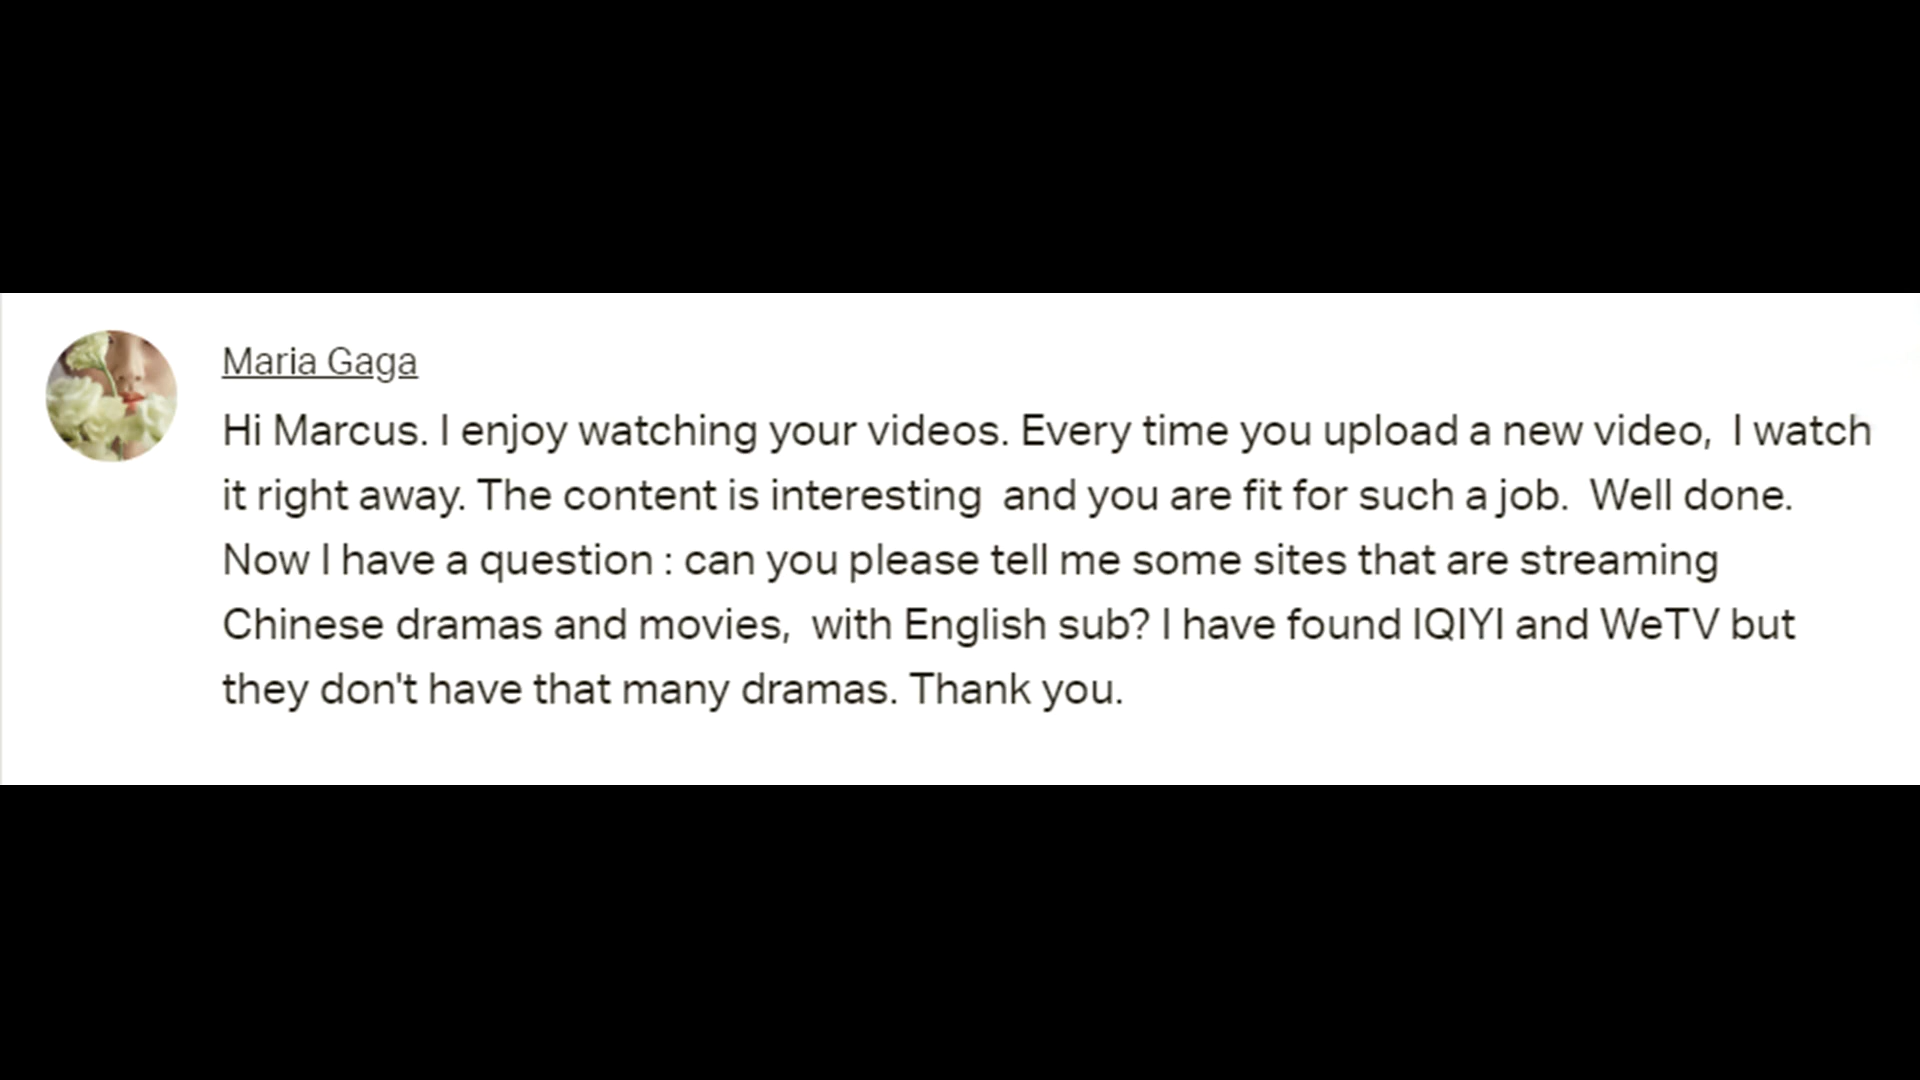 Maria Gaga
Hi Marcus. I enjoy watching your videos. Every time you upload a new video,  I watch
it right away. The content is interesting  and you are fit for such a job.  Well done.
Now I have a question : can you please tell me some sites that are streaming
Chinese dramas and movies,  with English sub? I have found IQIYI and WeTV but
they don't have that many dramas. Thank you.